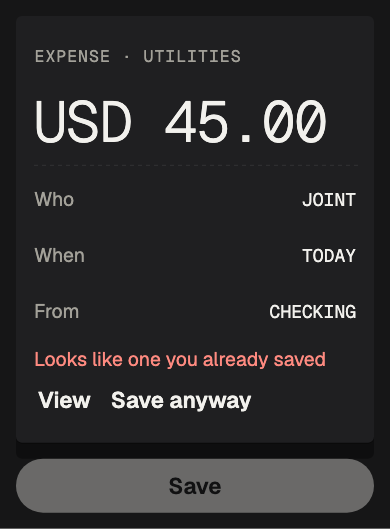 EXPENSE · UTILITIES
USD 45.00
Who JOINT
When TODAY
From CHECKING
Looks like one you already saved
View Save anyway
Save